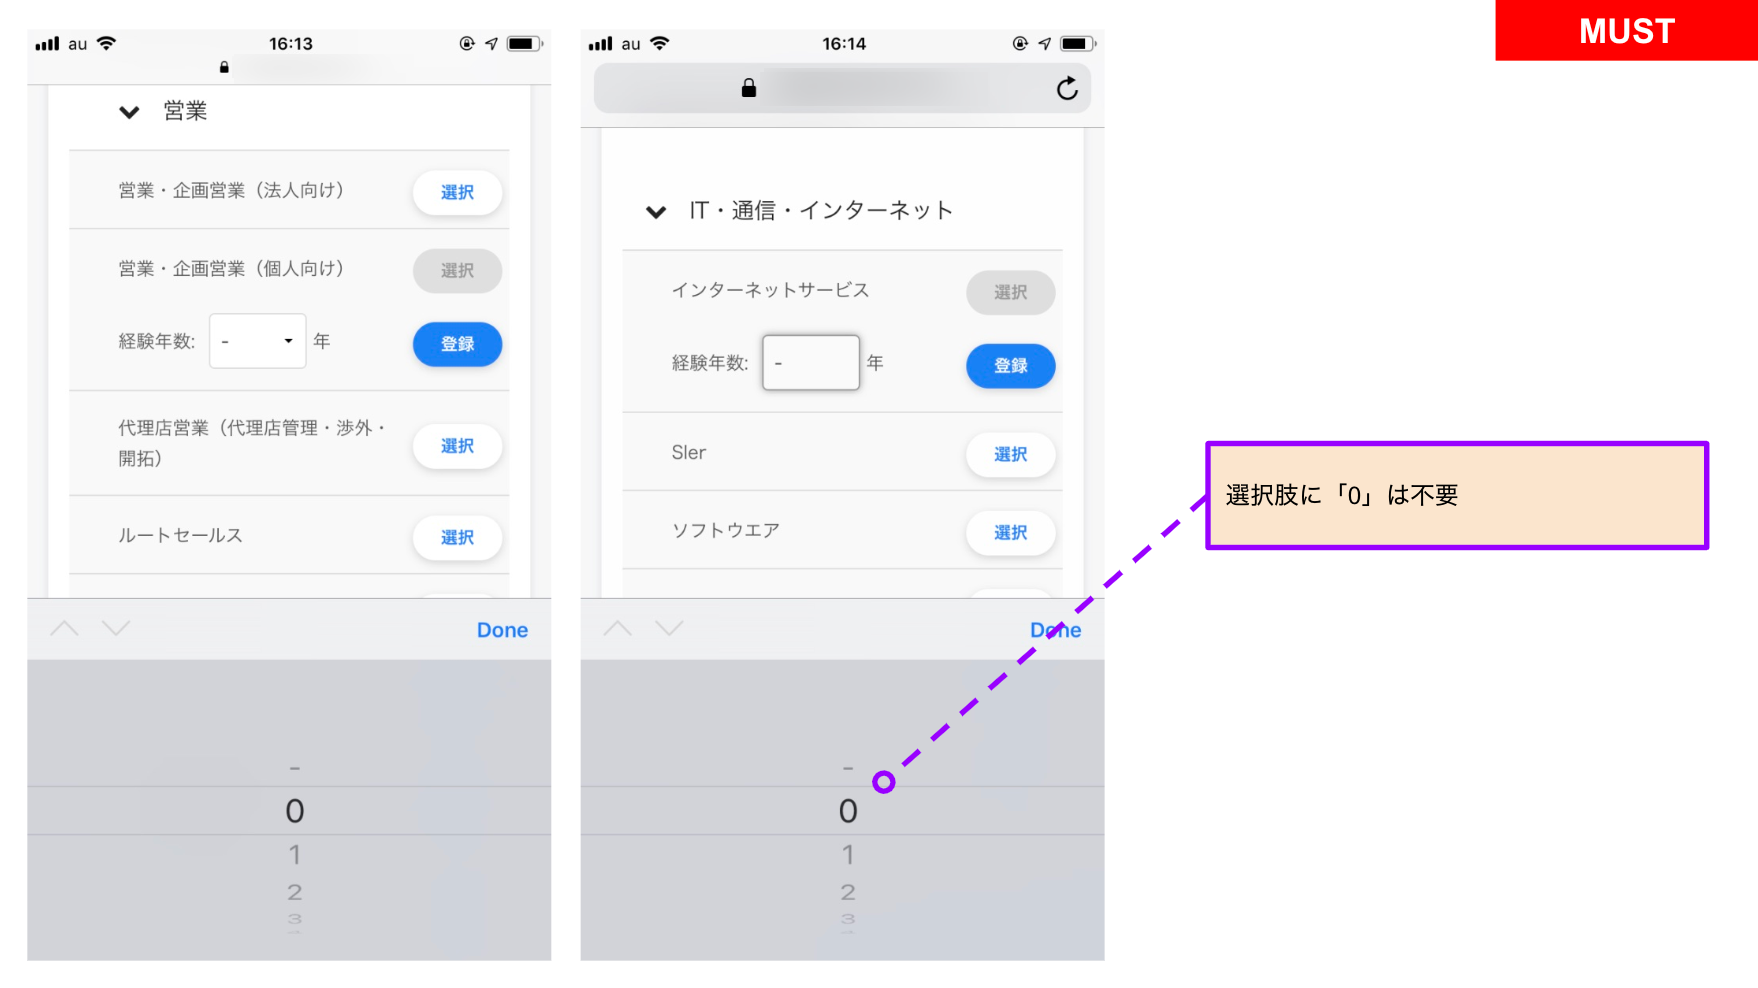 MUST
au
16:13
営業
営業・企画営業（法人向け）
選択
営業・企画営業（個人向け）
選択
経験年数:
-
年
登録
代理店営業（代理店管理・渉外・
開拓）
選択
ルートセールス
選択
Done
-
0
1
2
3
au
16:14
IT・通信・インターネット
インターネットサービス
選択
経験年数:
-
年
登録
SIer
選択
ソフトウエア
選択
Done
-
0
1
2
3
選択肢に「0」は不要